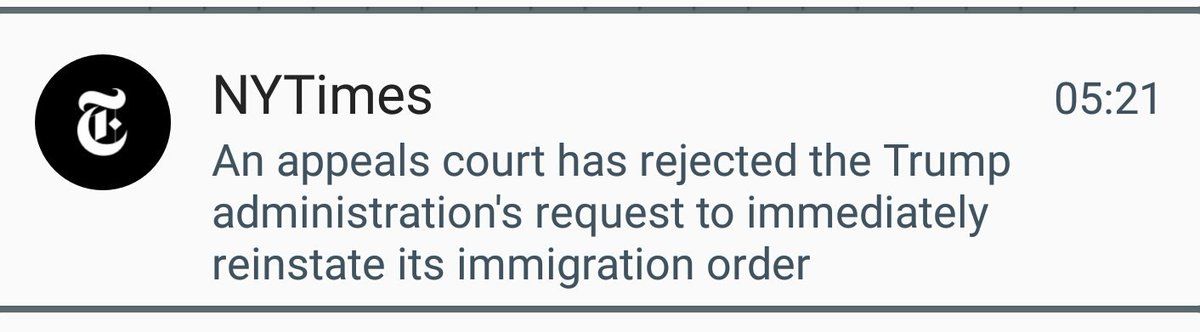 NYTimes
05:21
An appeals court has rejected the Trump
administration's request to immediately
reinstate its immigration order